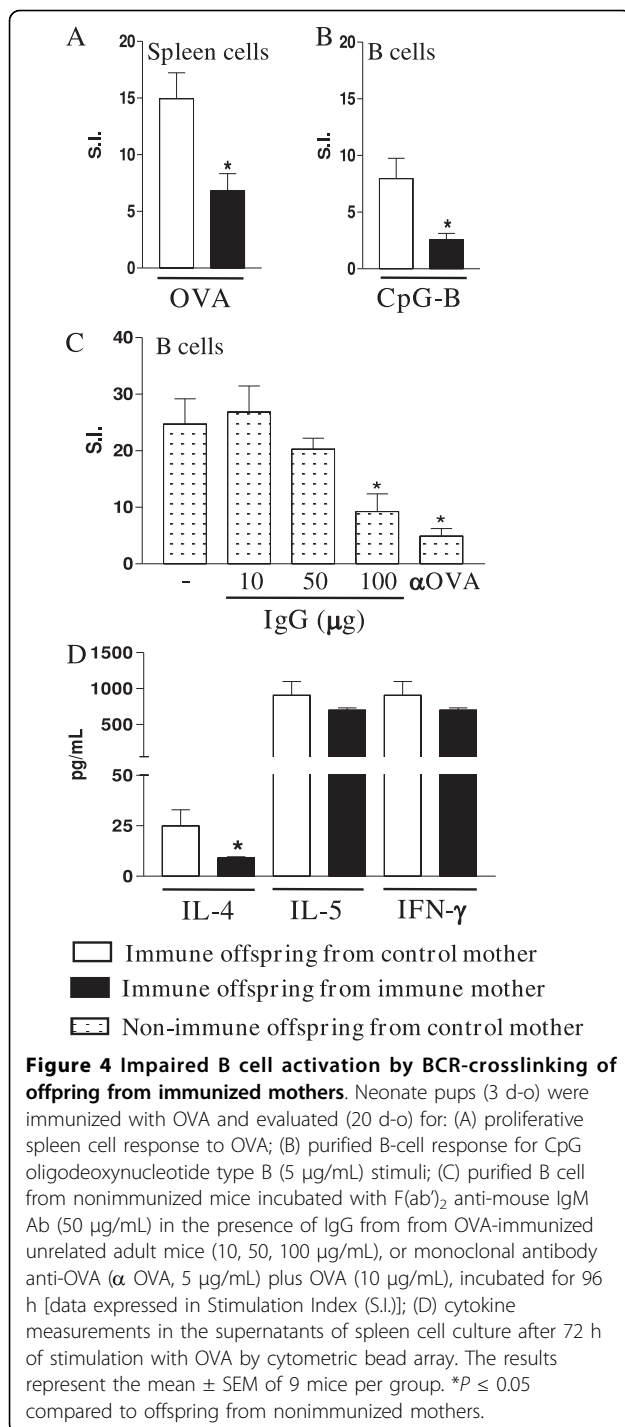 A
B
20
15
10
5
0
S.I.
Spleen cells
*
OVA
20
15
10
5
0
S.I.
B cells
*
CpG-B
C
40
30
20
10
0
S.I.
B cells
* *
- 10 50 100 αOVA
IgG (µg)
D
1500
1000
500
50
25
0
pg/mL
*
IL-4 IL-5 IFN-γ
Immune offspring from control mother
Immune offspring from immune mother
Non-immune offspring from control mother
Figure 4 Impaired B cell activation by BCR-crosslinking of
offpring from immunized mothers. Neonate pups (3 d-o) were
immunized with OVA and evaluated (20 d-o) for: (A) proliferative
spleen cell response to OVA; (B) purified B-cell response for CpG
oligodeoxynucleotide type B (5 µg/mL) stimuli; (C) purified B cell
from nonimmunized mice incubated with F(ab')₂ anti-mouse IgM
Ab (50 µg/mL) in the presence of IgG from from OVA-immunized
unrelated adult mice (10, 50, 100 µg/mL), or monoclonal antibody
anti-OVA (α OVA, 5 µg/mL) plus OVA (10 µg/mL), incubated for 96
h [data expressed in Stimulation Index (S.I.)]; (D) cytokine
measurements in the supernatants of spleen cell culture after 72 h
of stimulation with OVA by cytometric bead array. The results
represent the mean ± SEM of 9 mice per group. *P ≤ 0.05
compared to offspring from nonimmunized mothers.